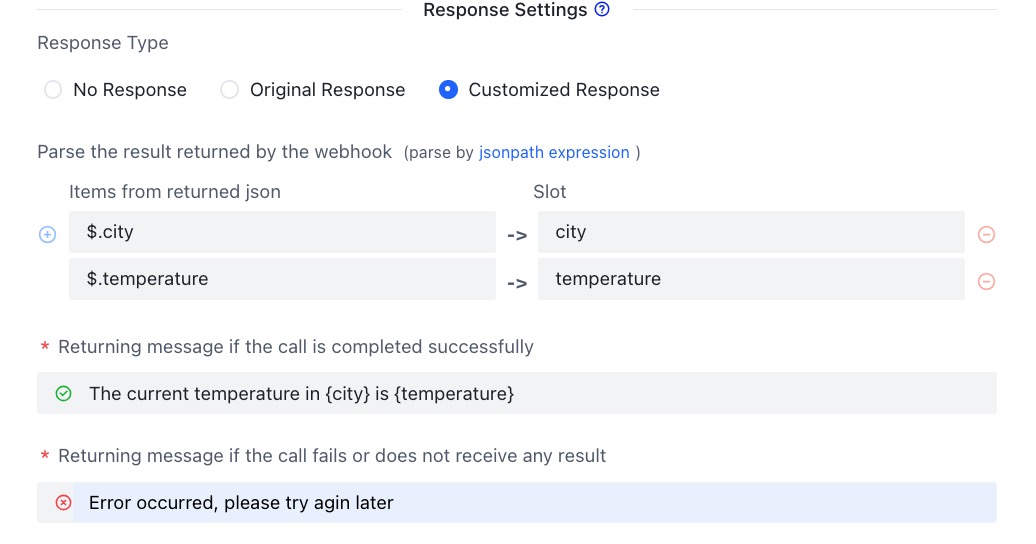 Response Settings
Response Type
No Response Original Response Customized Response
Parse the result returned by the webhook (parse by jsonpath expression )
Items from returned json Slot
$.city -> city
$.temperature -> temperature
* Returning message if the call is completed successfully
The current temperature in {city} is {temperature}
* Returning message if the call fails or does not receive any result
Error occurred, please try agin later